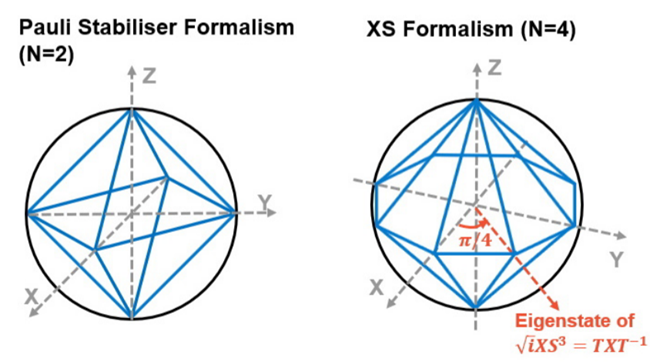 Pauli Stabiliser Formalism
(N=2)
Z
Y
X
XS Formalism (N=4)
Z
π/4
Y
X
Eigenstate of
√iXS³ = TXT⁻¹